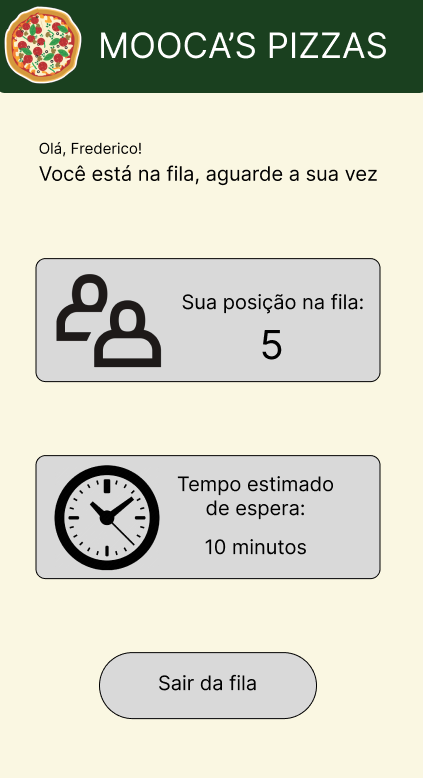 MOOCA’S PIZZAS
Olá, Frederico!
Você está na fila, aguarde a sua vez
Sua posição na fila:
5
Tempo estimado
de espera:
10 minutos
Sair da fila